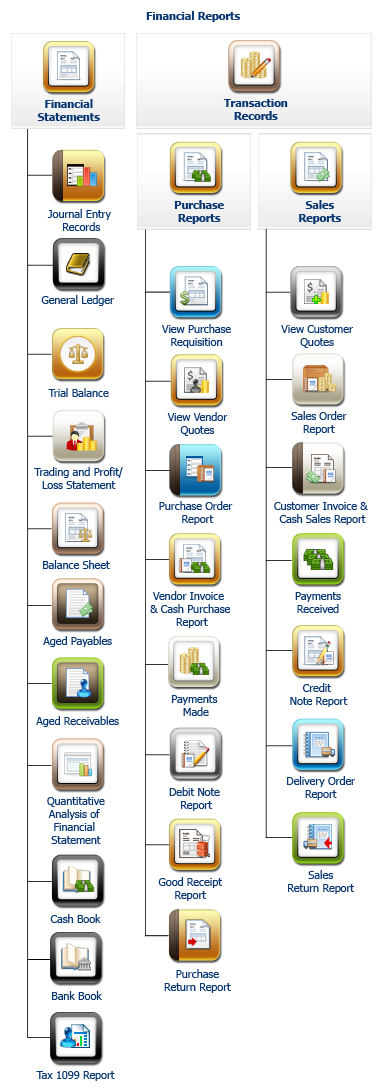 Financial Reports
Financial
Statements
Transaction
Records
Journal Entry
Records
General Ledger
Trial Balance
Trading and Profit/
Loss Statement
Balance Sheet
Aged Payables
Aged Receivables
Quantitative
Analysis of
Financial
Statement
Cash Book
Bank Book
Tax 1099 Report
Purchase
Reports
View Purchase
Requisition
View Vendor
Quotes
Purchase Order
Report
Vendor Invoice
& Cash Purchase
Report
Payments
Made
Debit Note
Report
Good Receipt
Report
Purchase
Return Report
Sales
Reports
View Customer
Quotes
Sales Order
Report
Customer Invoice &
Cash Sales Report
Payments
Received
Credit
Note Report
Delivery Order
Report
Sales
Return Report